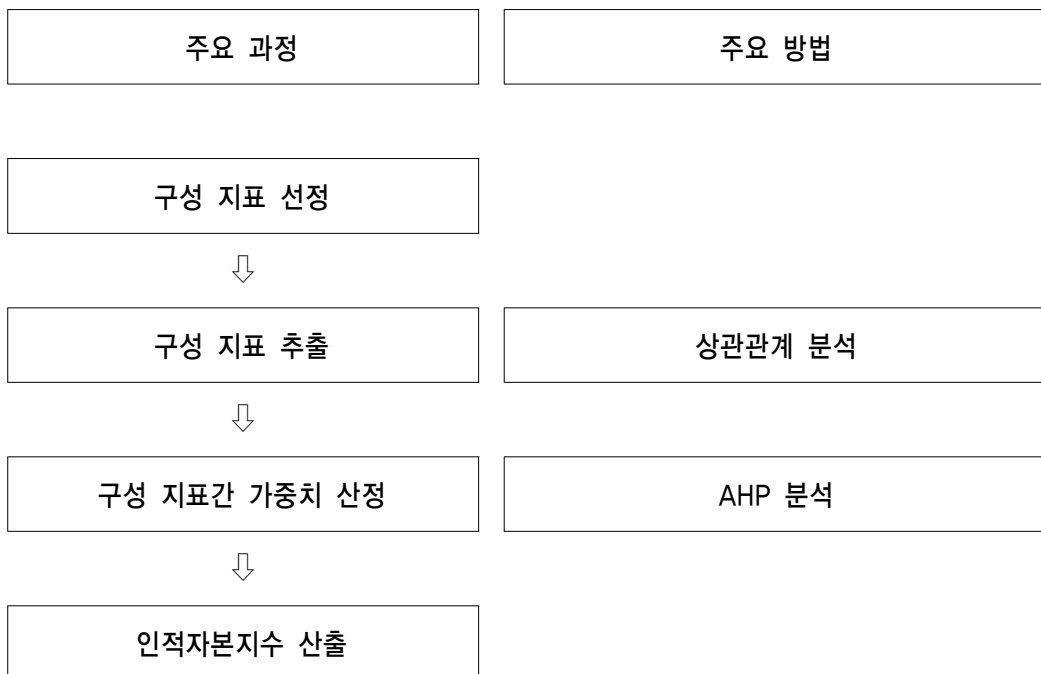 주요 과정
주요 방법
구성 지표 선정
⇩
구성 지표 추출
상관관계 분석
⇩
구성 지표간 가중치 산정
AHP 분석
⇩
인적자본지수 산출